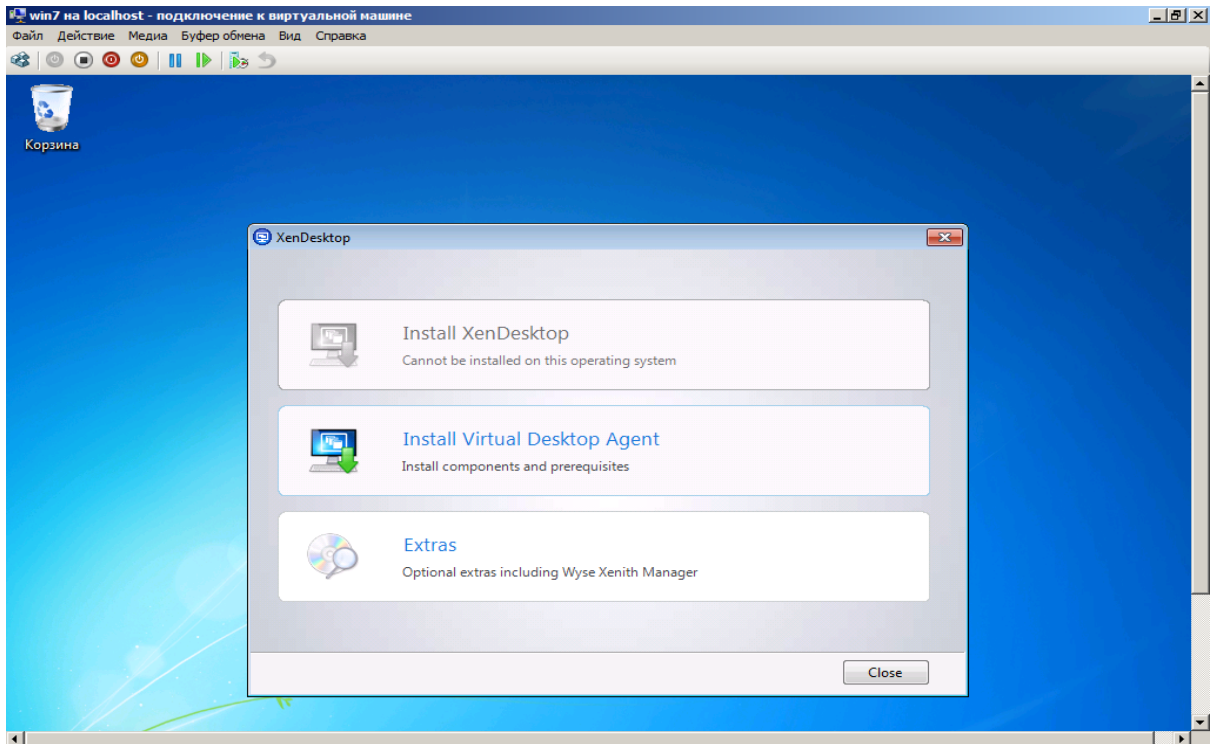 win7 на localhost - подключение к виртуальной машине
Файл Действие Медиа Буфер обмена Вид Справка
Корзина
XenDesktop
Install XenDesktop
Cannot be installed on this operating system
Install Virtual Desktop Agent
Install components and prerequisites
Extras
Optional extras including Wyse Xenith Manager
Close